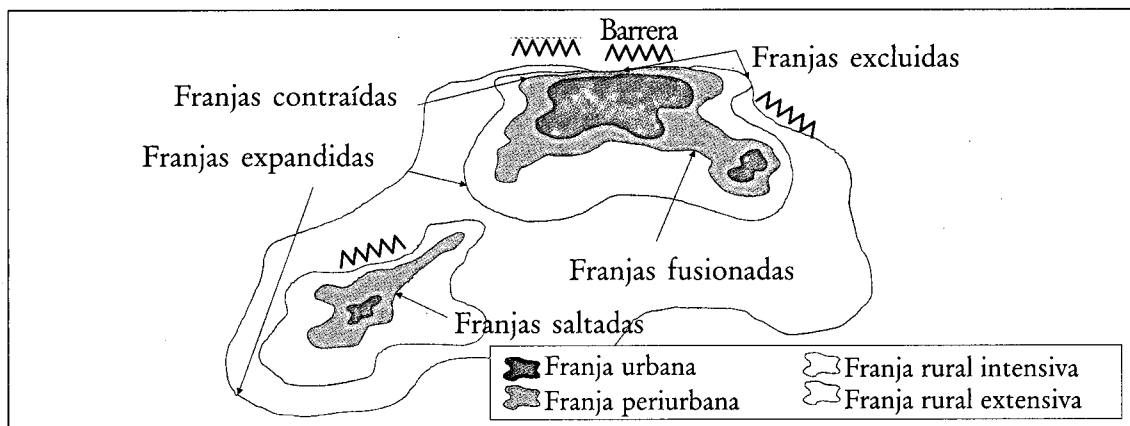 Barrera
Franjas excluidas
Franjas contraídas
Franjas expandidas
Franjas fusionadas
Franjas saltadas
Franja urbana
Franja periurbana
Franja rural intensiva
Franja rural extensiva